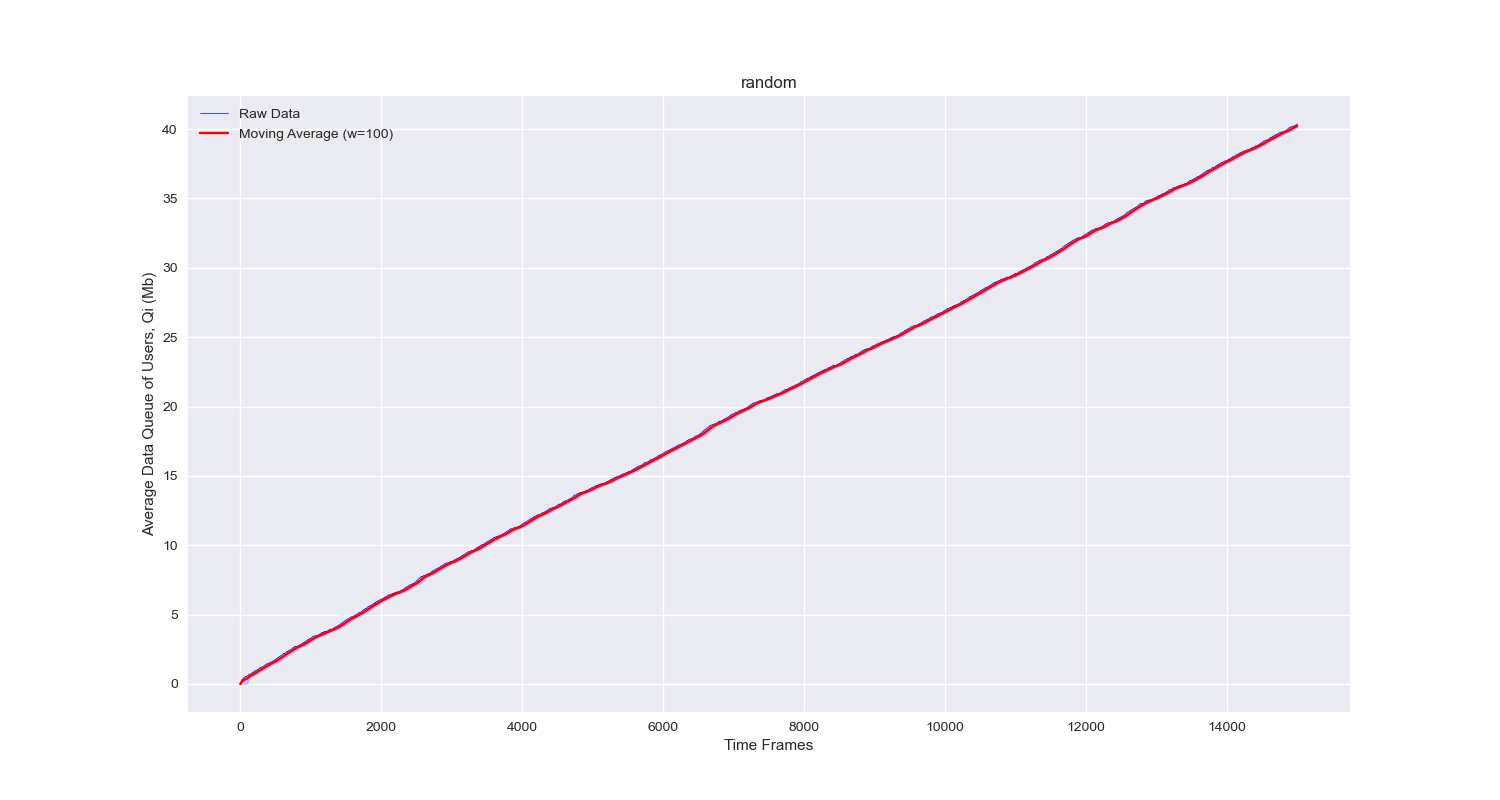 random
Raw Data
Moving Average (w=100)
Average Data Queue of Users, Qi (Mb)
40
35
30
25
20
15
10
5
0
0 2000 4000 6000 8000 10000 12000 14000
Time Frames